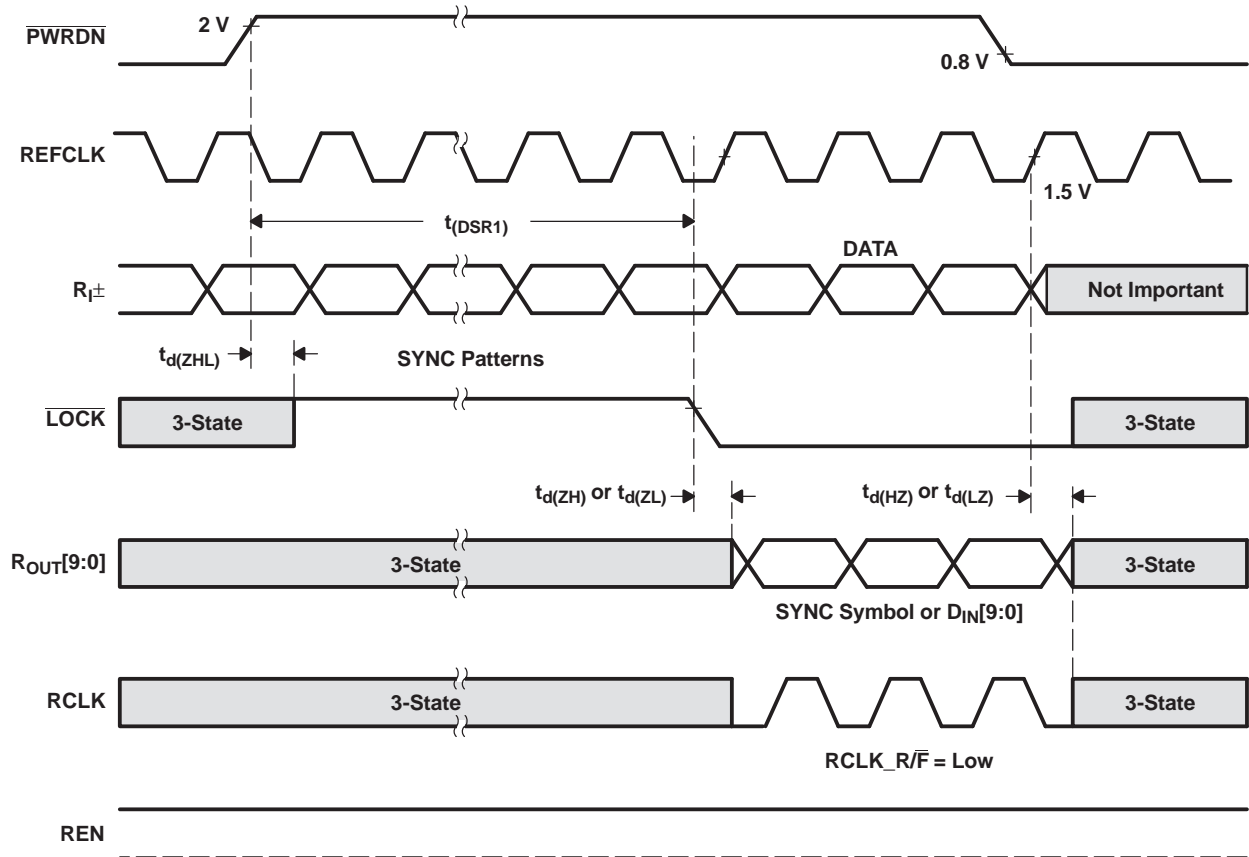 2 V
PWRDN
0.8 V
REFCLK
1.5 V
t(DSR1)
DATA
RI±
Not Important
td(ZHL)
SYNC Patterns
LOCK
3-State
3-State
td(ZH) or td(ZL)
td(HZ) or td(LZ)
ROUT[9:0]
3-State
3-State
SYNC Symbol or DIN[9:0]
RCLK
3-State
3-State
RCLK_R/F = Low
REN